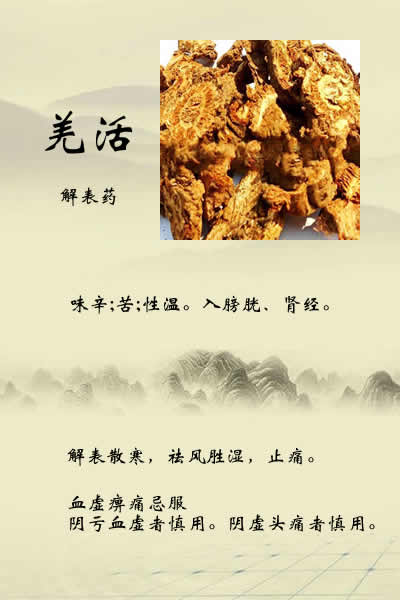 羌活
解表药
味辛;苦;性温。入膀胱、肾经。
解表散寒，祛风胜湿，止痛。
血虚痹痛忌服
阴亏血虚者慎用。阴虚头痛者慎用。